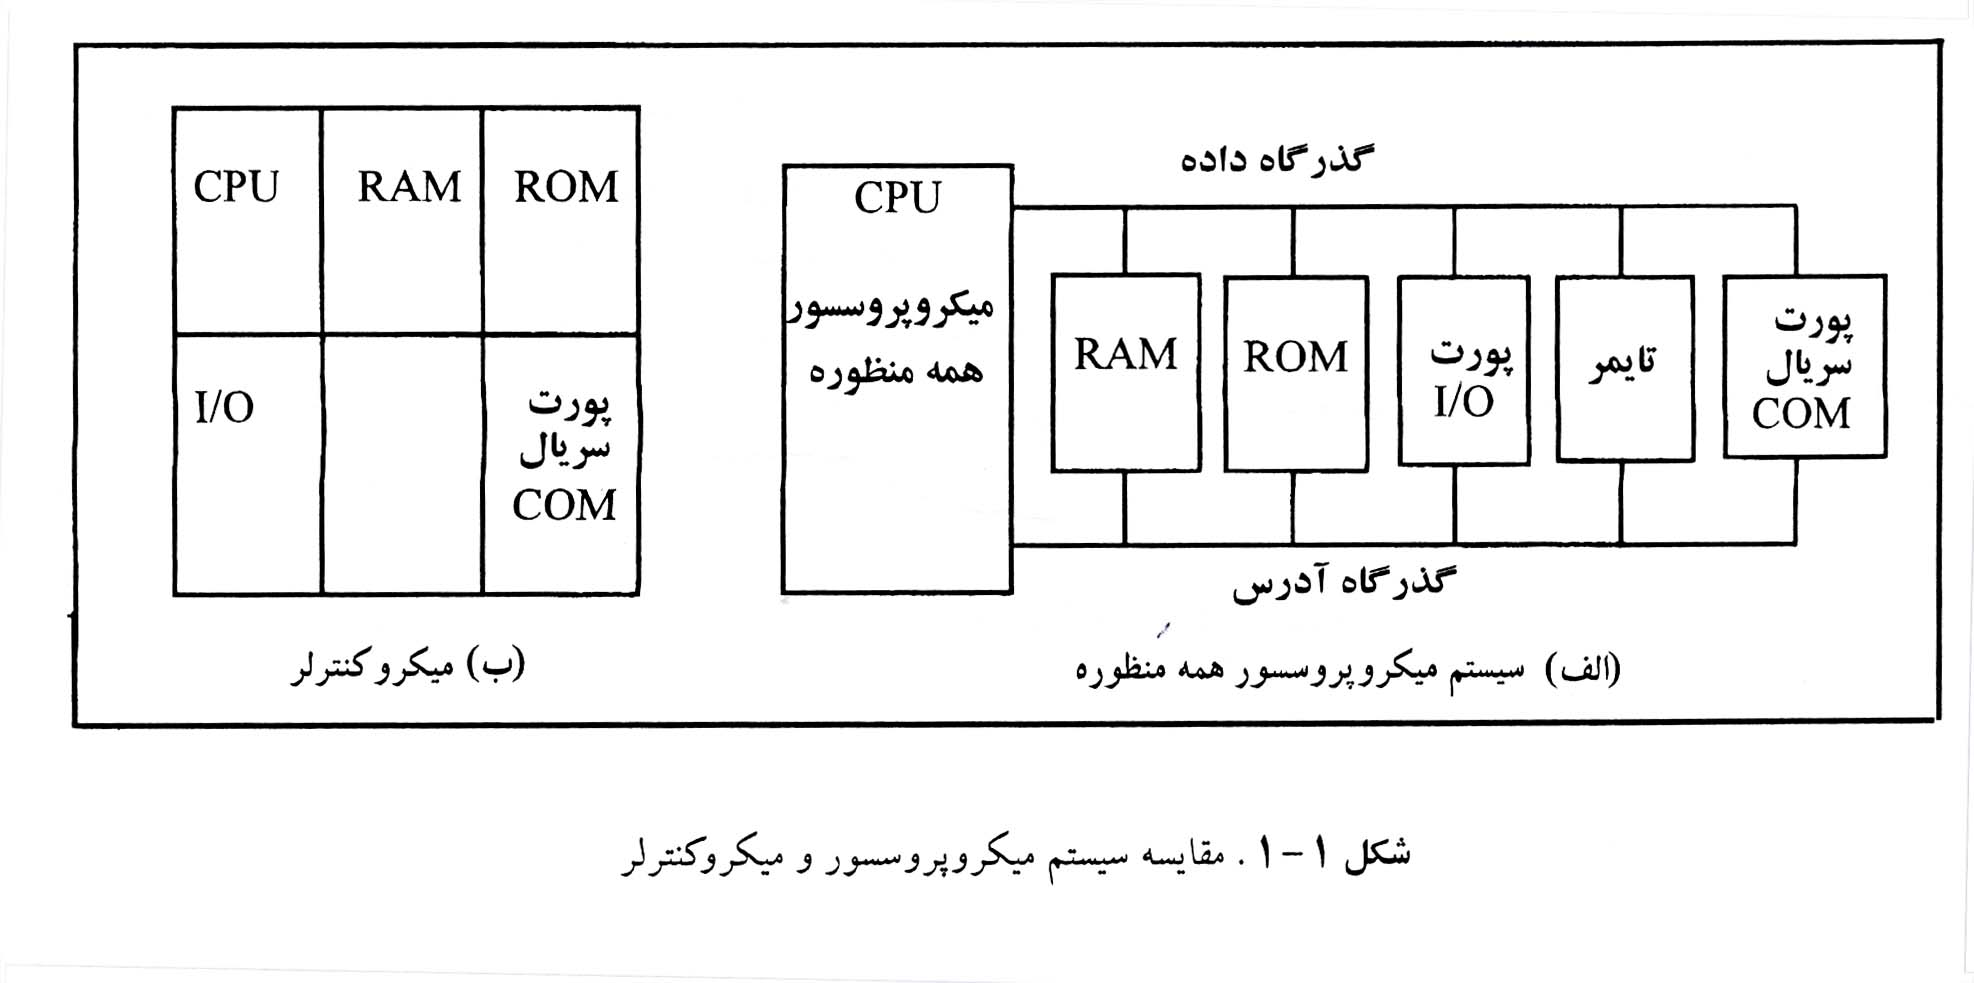 گذرگاه داده
CPU
میکروپروسسور
همه منظوره
RAM
ROM
پورت
I/O
تایمر
پورت
سریال
COM
گذرگاه آدرس
(الف) سیستم میکروپروسسور همه منظوره
CPU
RAM
ROM
I/O
پورت
سریال
COM
(ب) میکروکنترلر
شکل ۱-۱ . مقایسه سیستم میکروپروسسور و میکروکنترلر